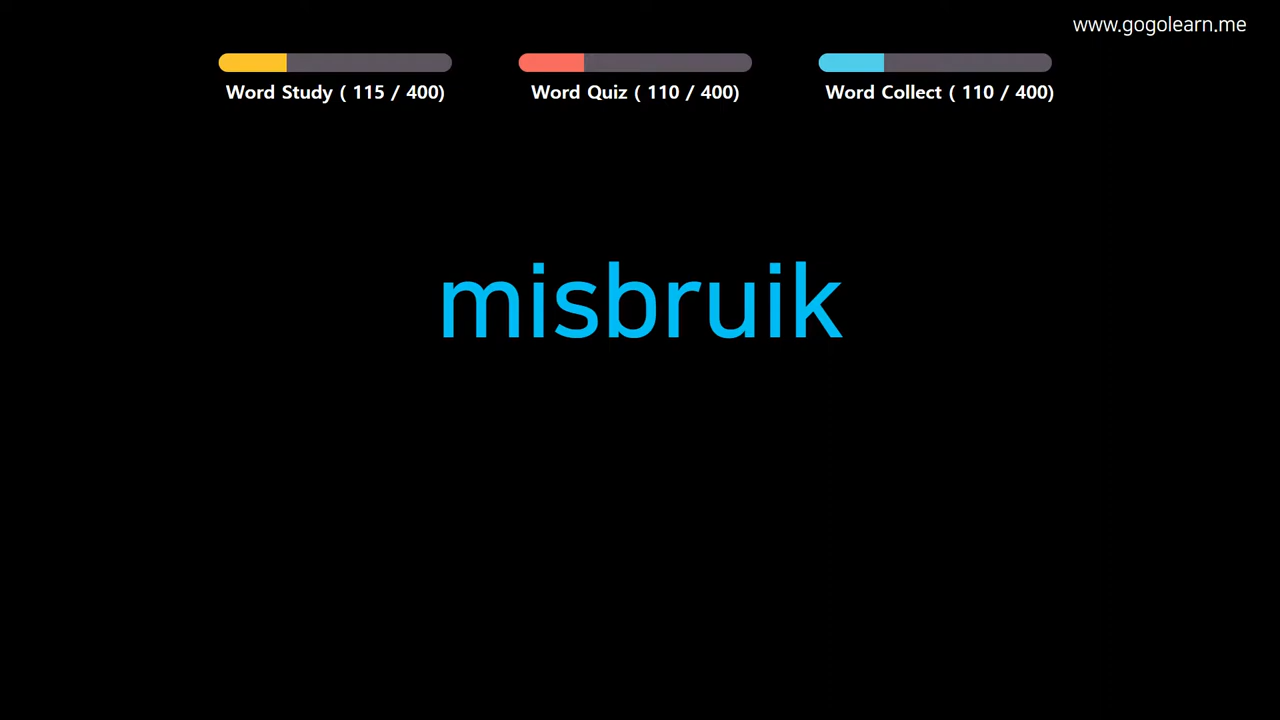 www.gogolearn.me
Word Study ( 115 / 400)
Word Quiz ( 110 / 400)
Word Collect ( 110 / 400)
misbruik